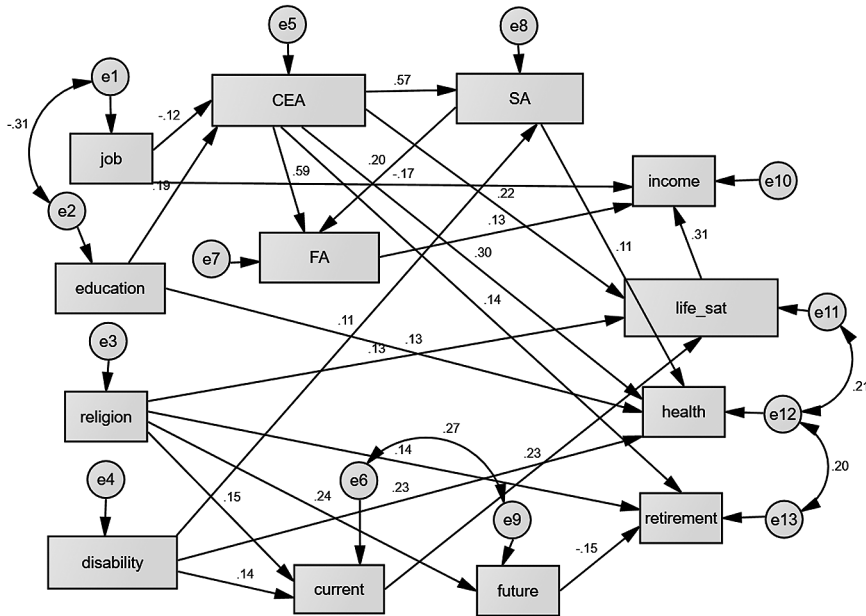 e5
e8
e1
.57
CEA
SA
-.12
-.31
job
.19
.20
-.17
income
e10
.59
.22
e2
.13
e7
FA
.30
.11
.31
education
.14
life_sat
e11
.11
.13
.13
e3
.21
religion
health
e12
.27
.14
.23
e4
e6
.20
.15
.24
.23
e9
retirement
e13
disability
-.15
.14
current
future